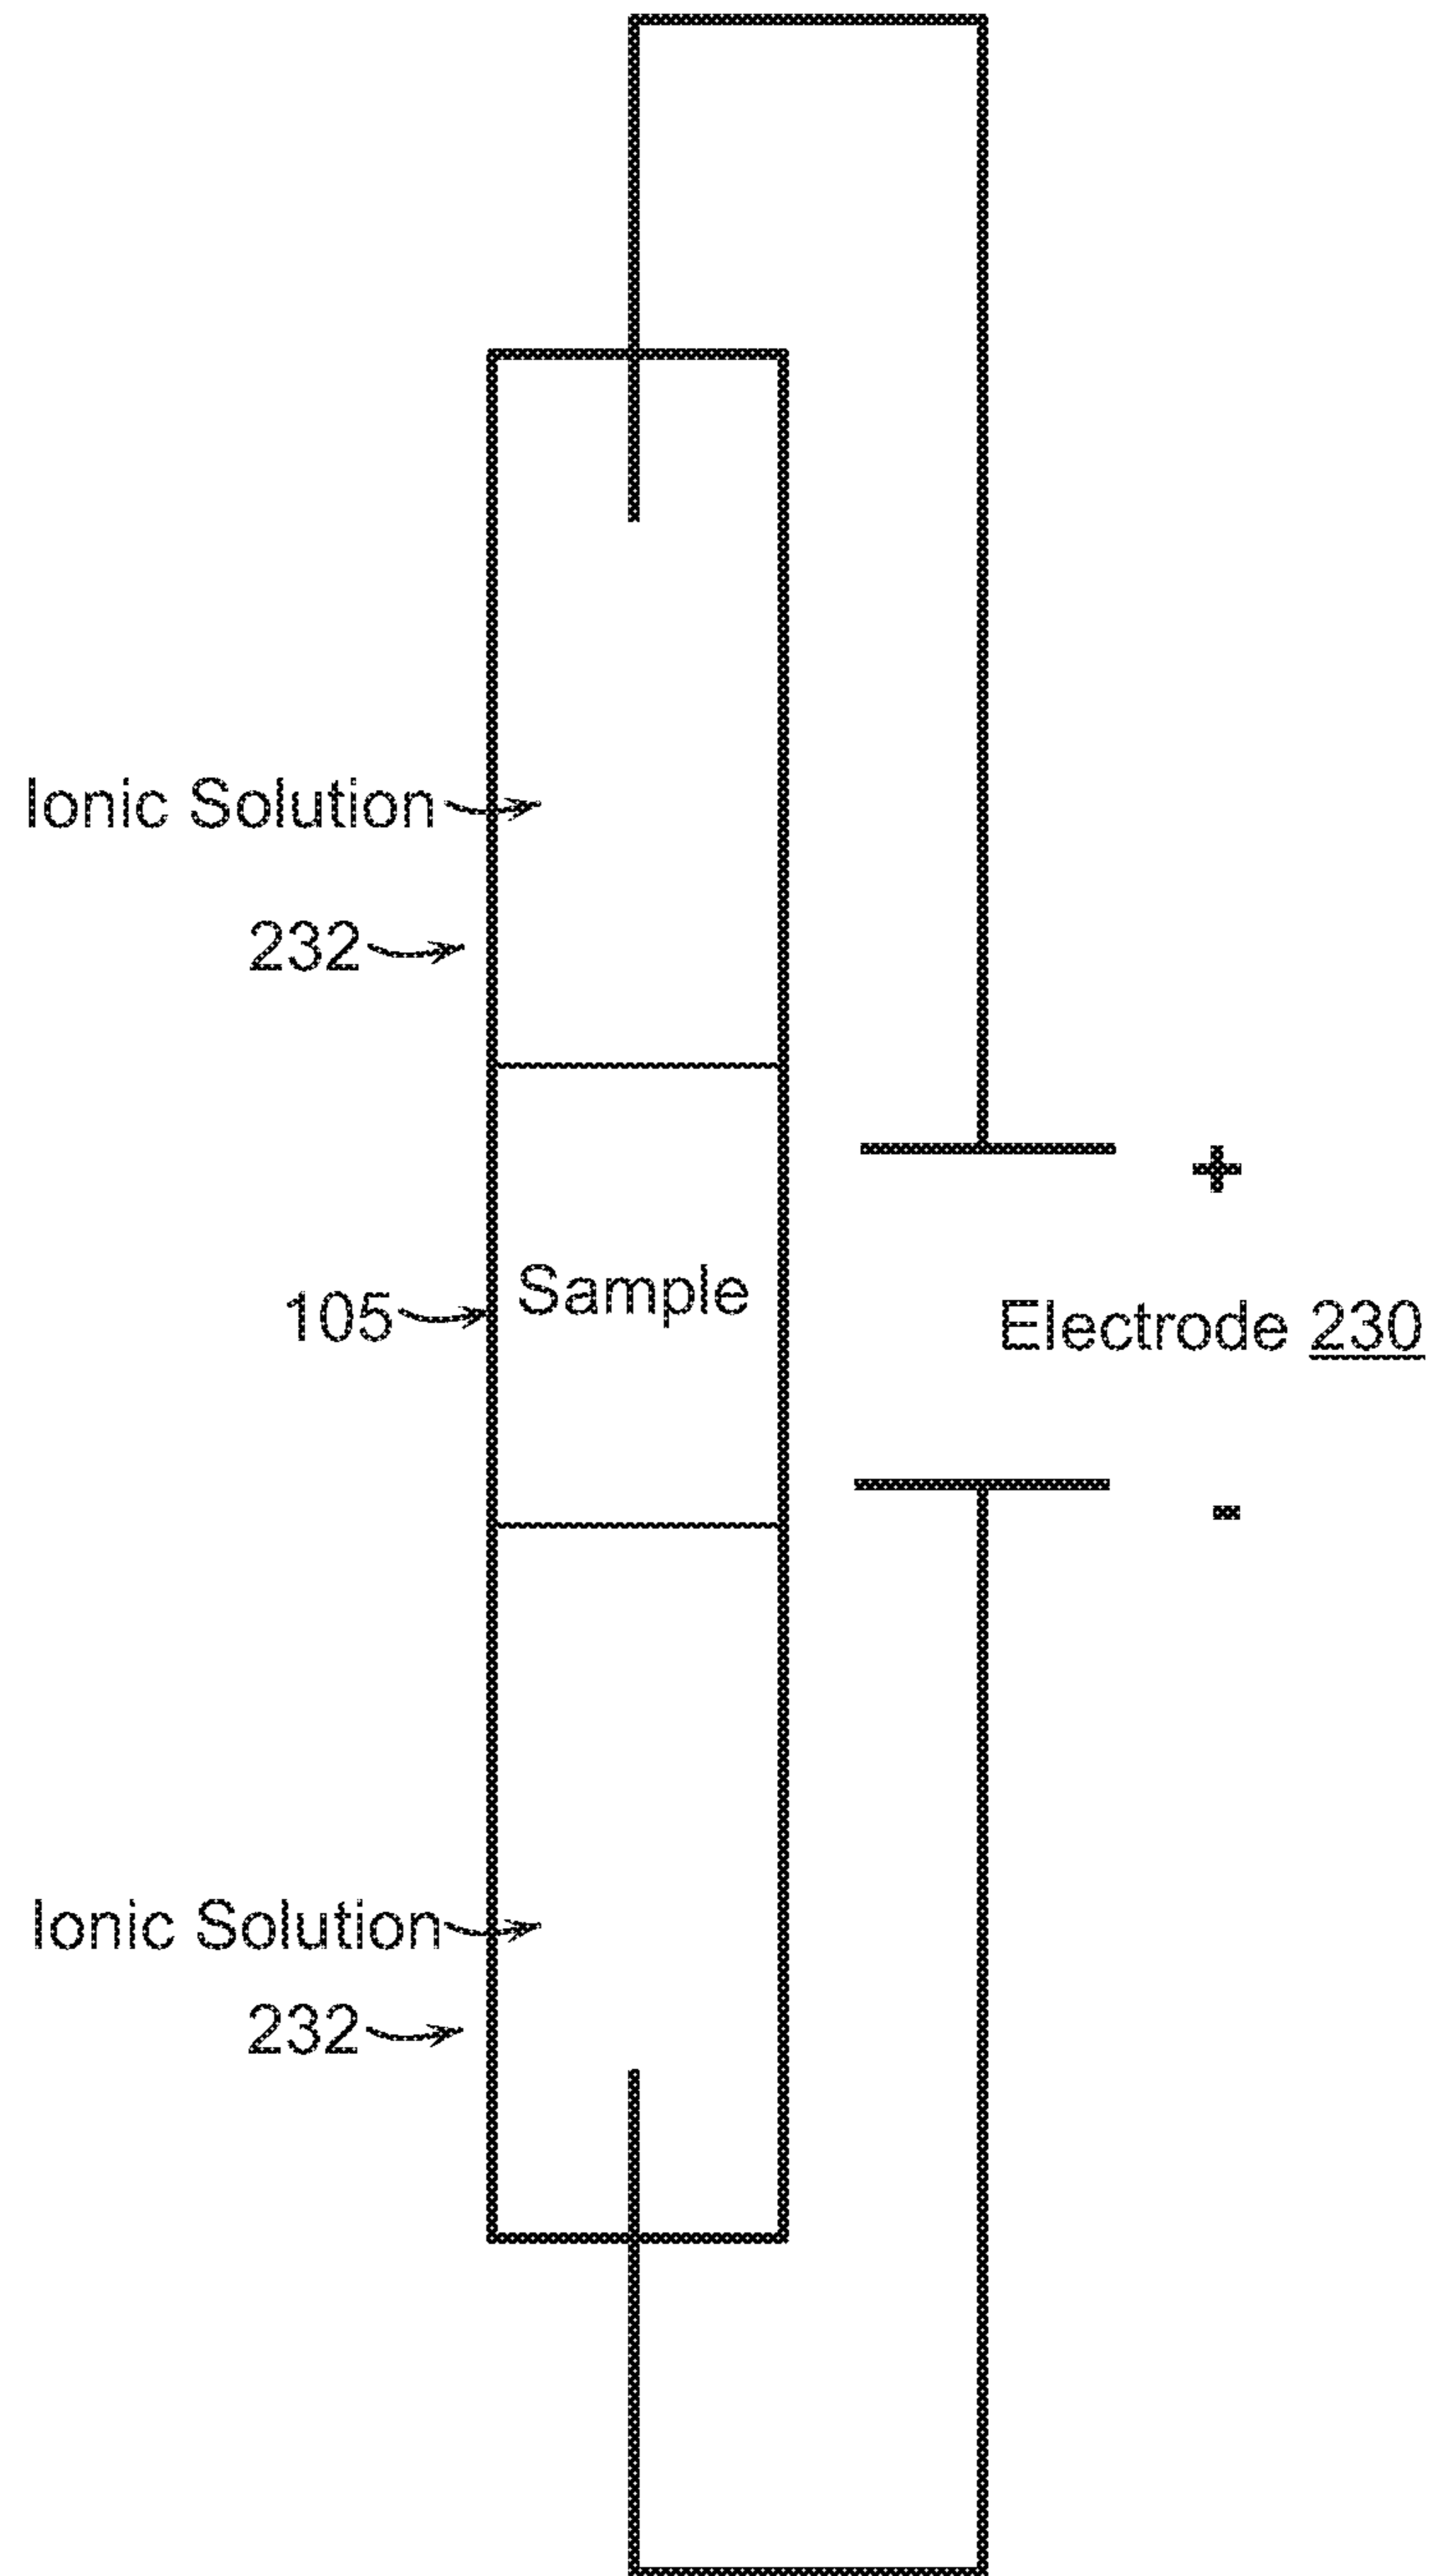 Ionic Solution
232
+
Sample
105
Electrode 230
-
Ionic Solution
232